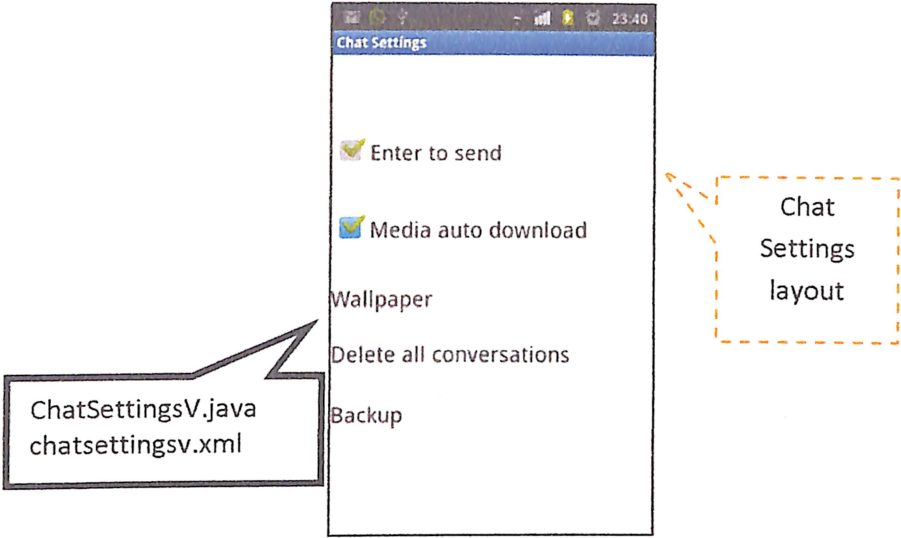 23:40
Chat Settings
Enter to send
Media auto download
Wallpaper
Delete all conversations
Backup
Chat
Settings
layout
ChatSettingsV.java
chatsettingsv.xml